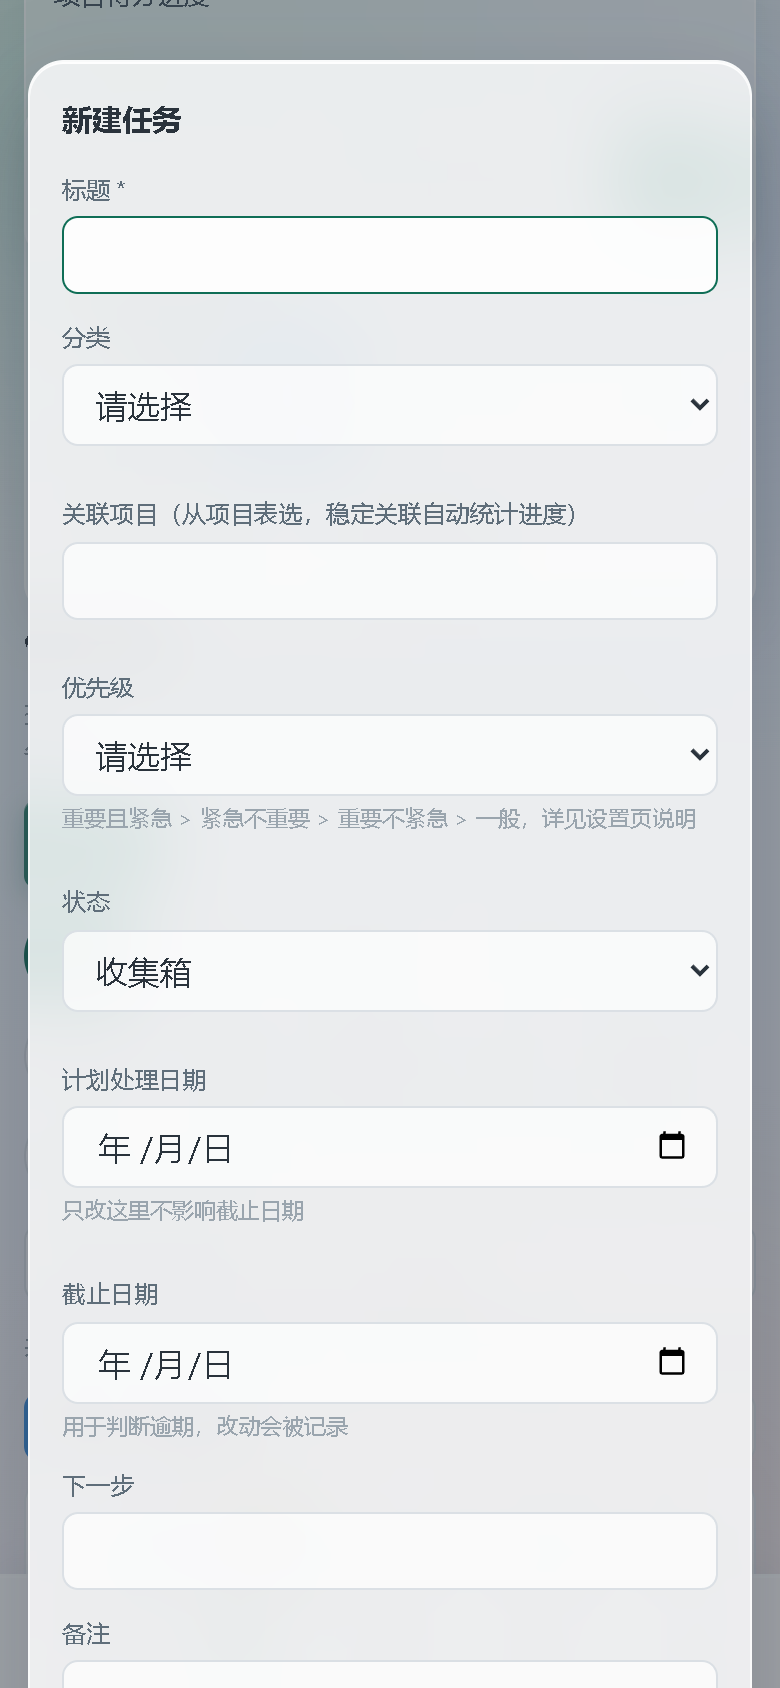 新建任务
标题 *
分类
请选择
关联项目（从项目表选，稳定关联自动统计进度）
优先级
请选择
重要且紧急 > 紧急不重要 > 重要不紧急 > 一般，详见设置页说明
状态
收集箱
计划处理日期
年 /月/日
只改这里不影响截止日期
截止日期
年 /月/日
用于判断逾期，改动会被记录
下一步
备注